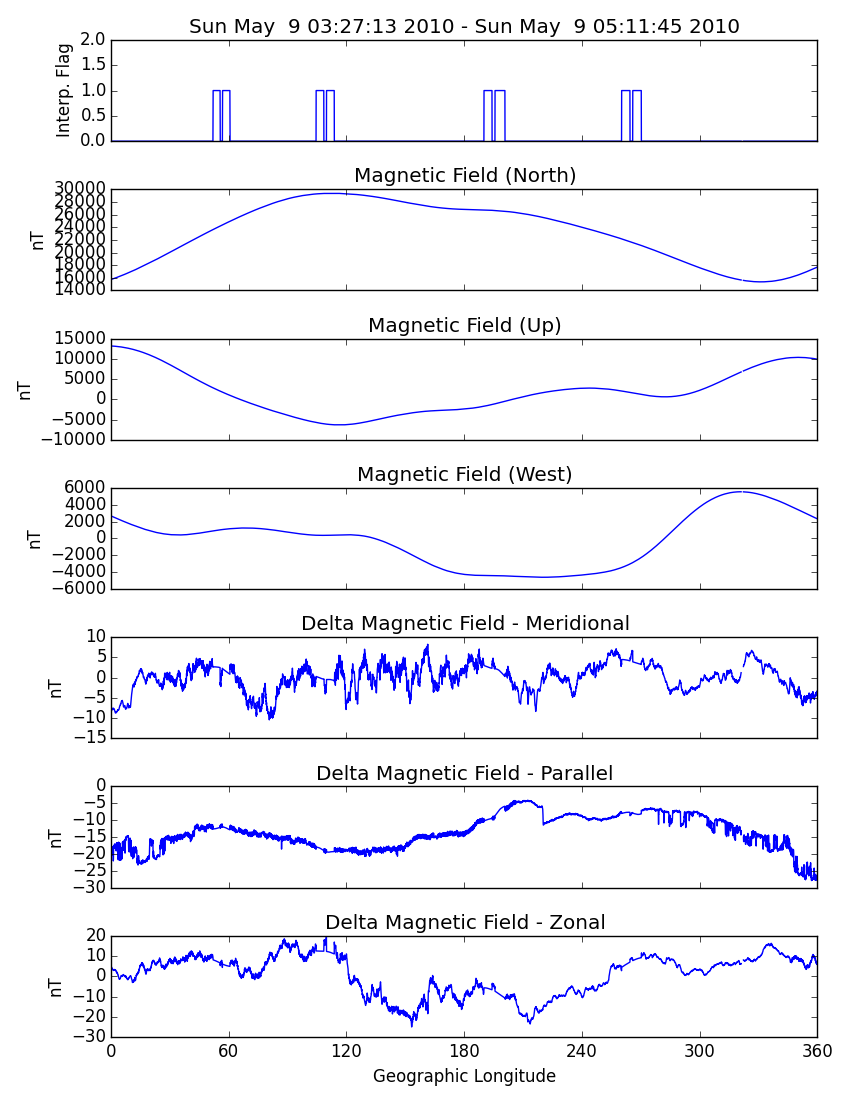 Sun May  9 03:27:13 2010 - Sun May  9 05:11:45 2010
Interp. Flag
2.0
1.5
1.0
0.5
0.0
Magnetic Field (North)
nT
30000
28000
26000
24000
22000
20000
18000
16000
14000
Magnetic Field (Up)
nT
15000
10000
5000
0
−5000
−10000
Magnetic Field (West)
nT
6000
4000
2000
0
−2000
−4000
−6000
Delta Magnetic Field - Meridional
nT
10
5
0
−5
−10
−15
Delta Magnetic Field - Parallel
nT
0
−5
−10
−15
−20
−25
−30
Delta Magnetic Field - Zonal
nT
20
10
0
−10
−20
−30
0 60 120 180 240 300 360
Geographic Longitude